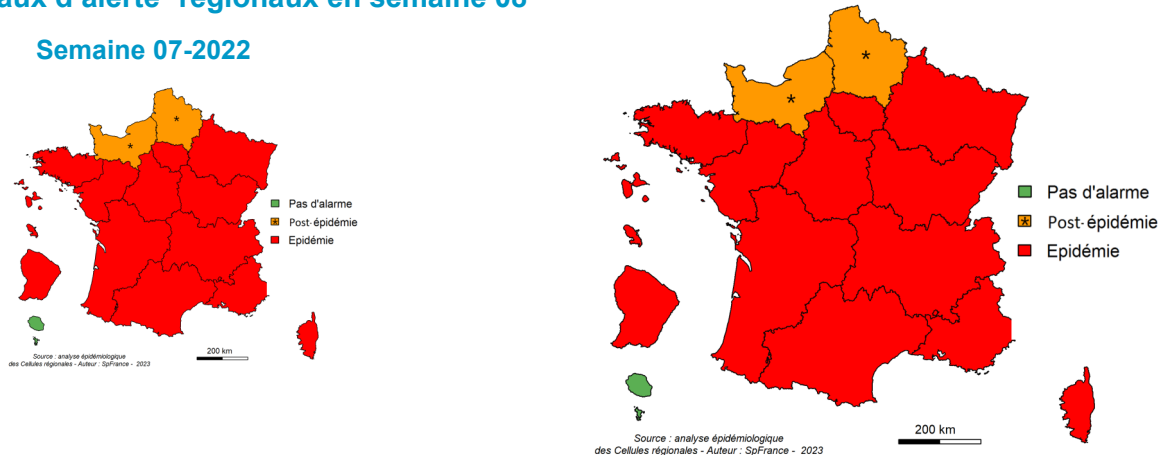 aux d'alerte régionaux en semaine 08
Semaine 07-2022
Pas d'alarme
* Post-épidémie
Epidémie
Source : analyse épidémiologique
des Cellules régionales - Auteur : SpFrance - 2023
200 km
* *
Pas d'alarme
* Post-épidémie
Epidémie
Source : analyse épidémiologique
des Cellules régionales - Auteur : SpFrance - 2023
200 km
* *